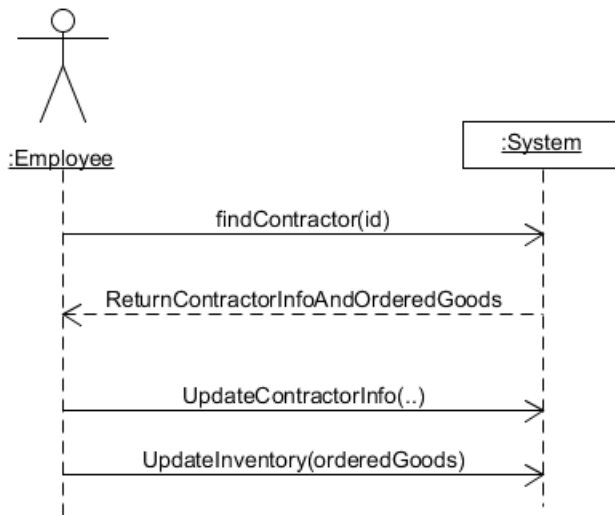 :Employee
:System
findContractor(id)
ReturnContractorInfoAndOrderedGoods
UpdateContractorInfo(..)
UpdateInventory(orderedGoods)